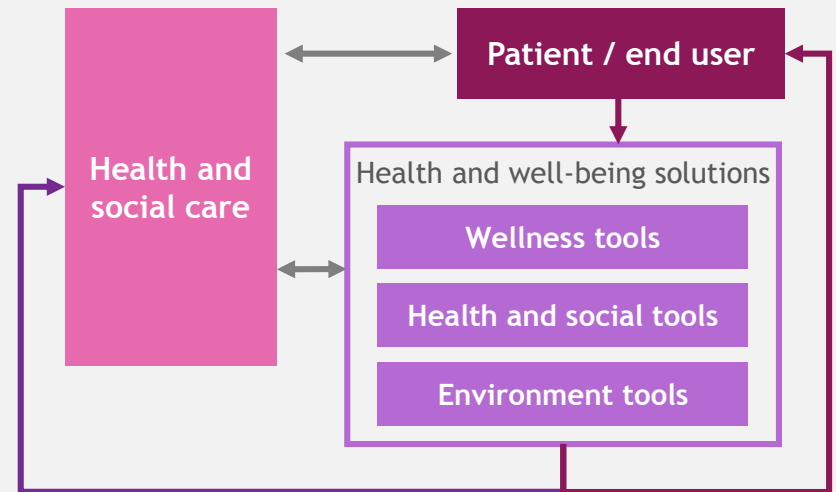 Patient / end user
Health and
social care
Health and well-being solutions
Wellness tools
Health and social tools
Environment tools